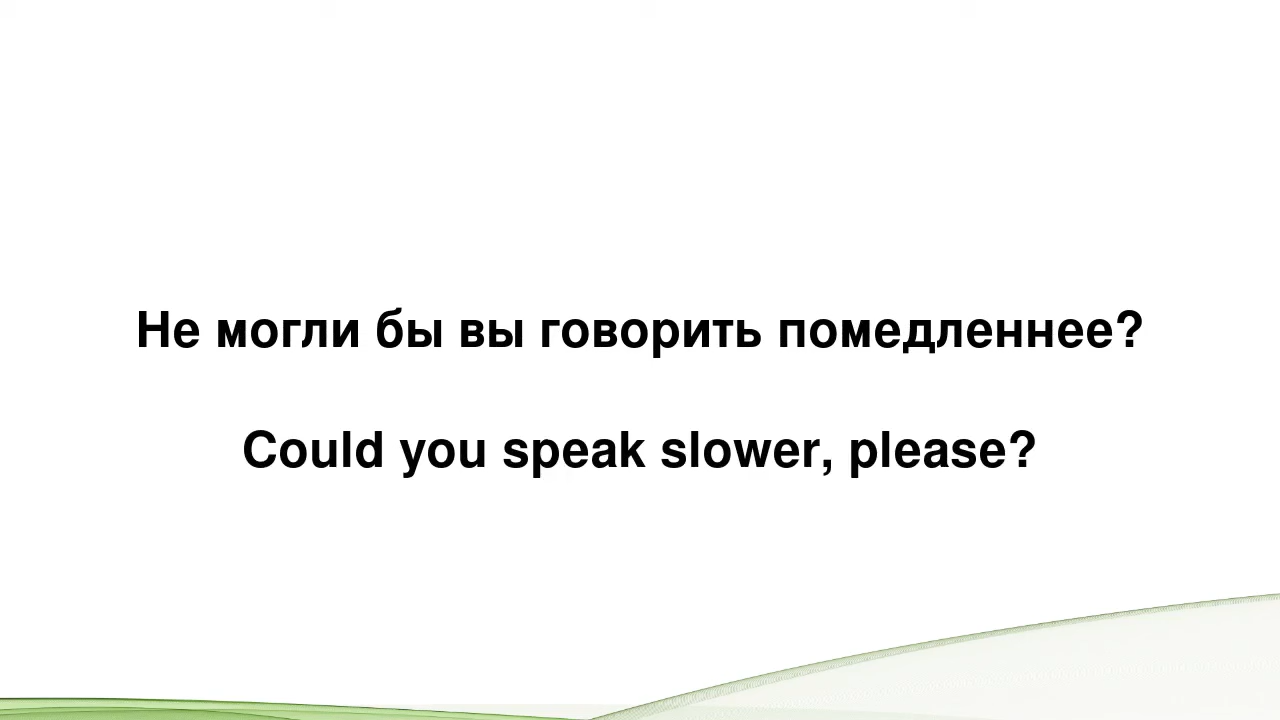 Не могли бы вы говорить помедленнее?
Could you speak slower, please?